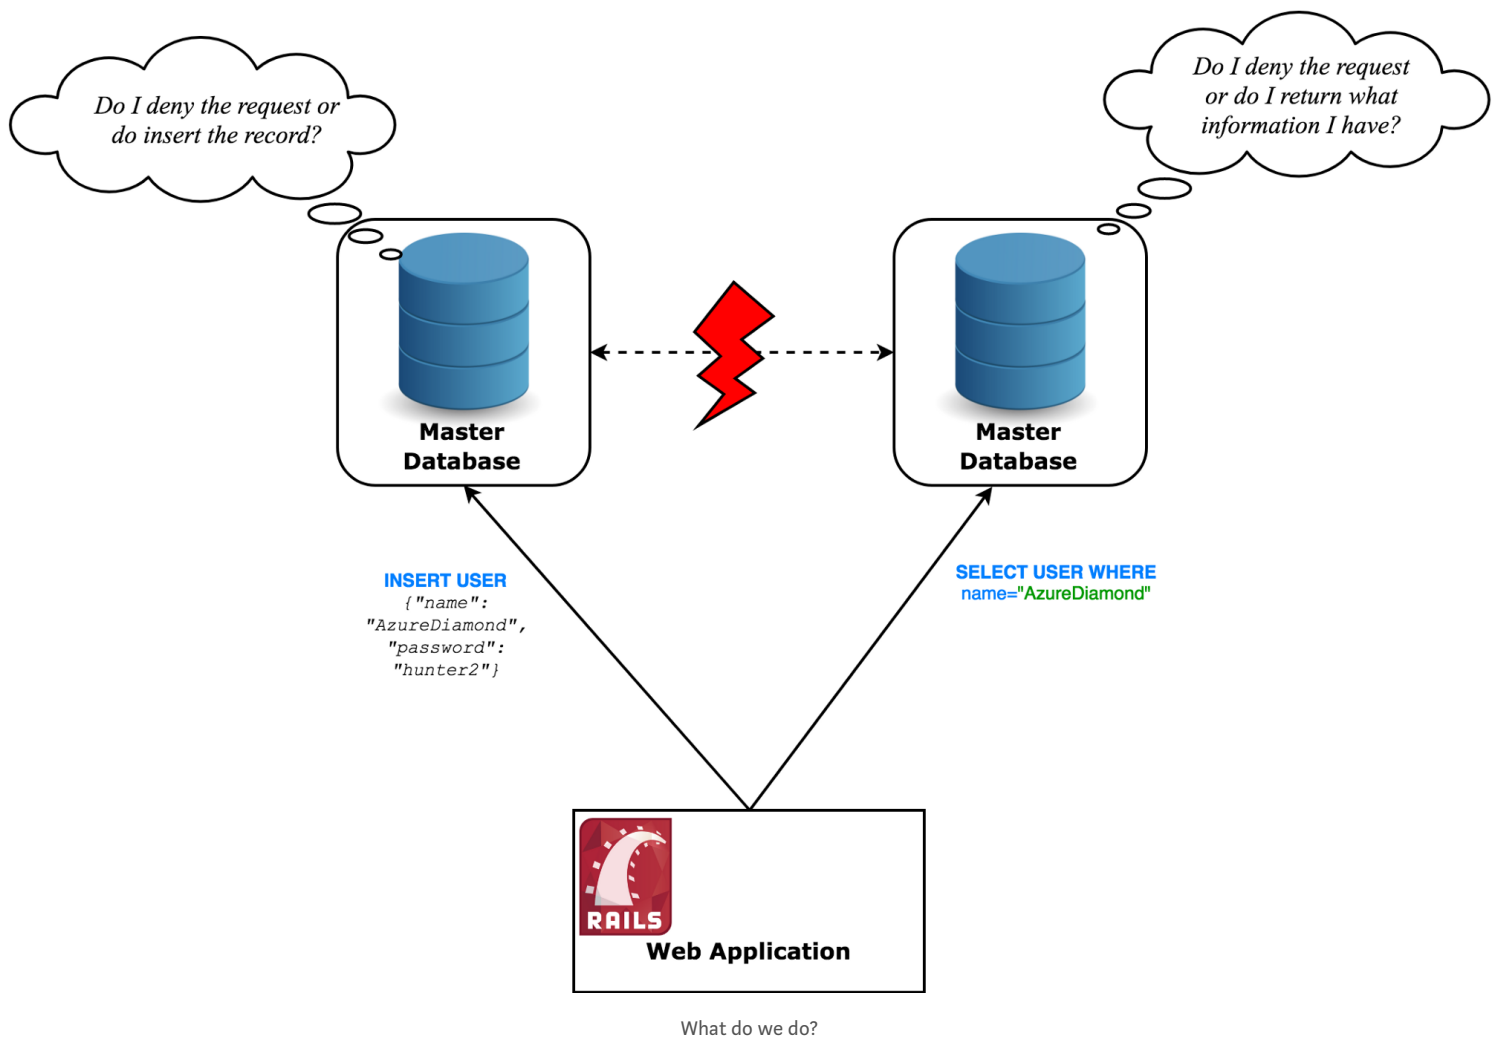 Do I deny the request or
do insert the record?
Do I deny the request
or do I return what
information I have?
Master
Database
Master
Database
INSERT USER
{"name":
"AzureDiamond",
"password":
"hunter2"}
SELECT USER WHERE
name="AzureDiamond"
RAILS
Web Application
What do we do?